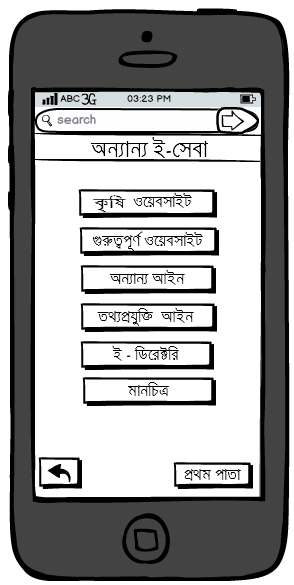 ABC 3G 03:23 PM
search
অন্যান্য ই-সেবা
কৃষি ওয়েবসাইট
গুরুত্বপূর্ণ ওয়েবসাইট
অন্যান্য আইন
তথ্যপ্রযুক্তি আইন
ই - ডিরেক্টরি
মানচিত্র
প্রথম পাতা